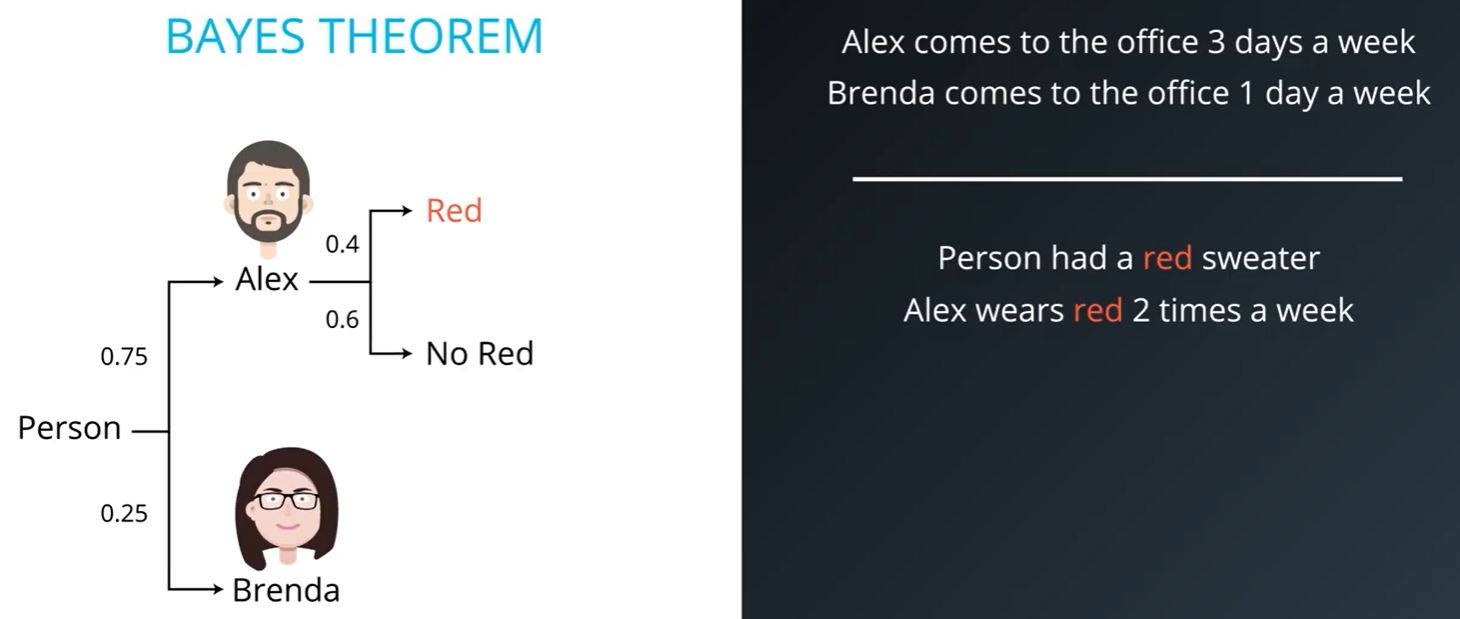 BAYES THEOREM
Alex comes to the office 3 days a week
Brenda comes to the office 1 day a week
Red
0.4
Alex
0.6
No Red
0.75
Person
0.25
Brenda
Person had a red sweater
Alex wears red 2 times a week